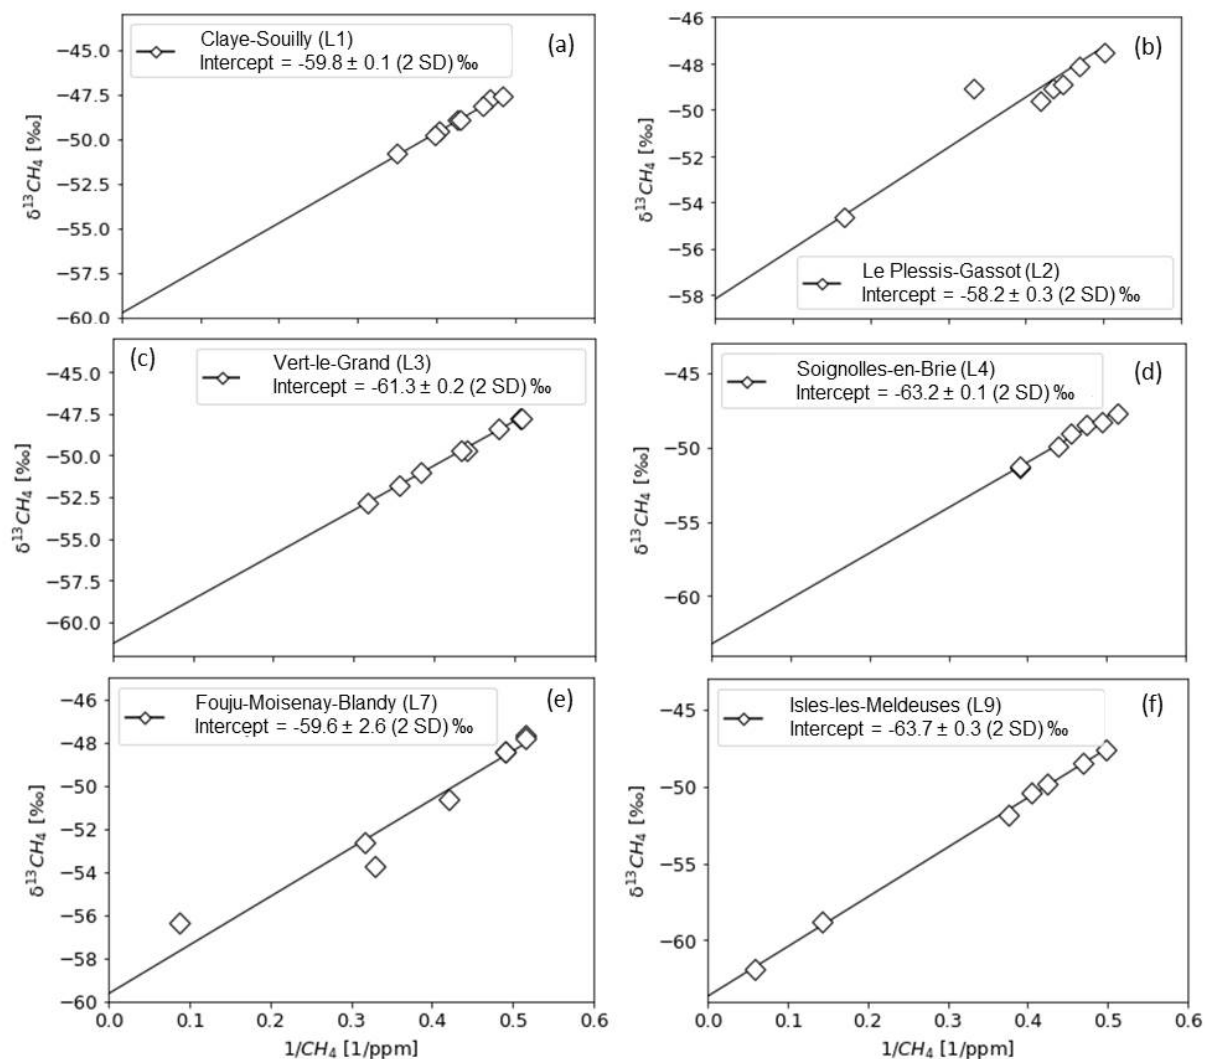 Claye-Souilly (L1)
Intercept = -59.8 ± 0.1 (2 SD) ‰
(a)
−45.0
−47.5
−50.0
−52.5
−55.0
−57.5
−60.0
δ¹³CH₄ [‰]
(b)
−46
−48
−50
−52
−54
−56
−58
δ¹³CH₄ [‰]
Le Plessis-Gassot (L2)
Intercept = -58.2 ± 0.3 (2 SD) ‰
(c)
Vert-le-Grand (L3)
Intercept = -61.3 ± 0.2 (2 SD) ‰
−45.0
−47.5
−50.0
−52.5
−55.0
−57.5
−60.0
δ¹³CH₄ [‰]
Soignolles-en-Brie (L4)
Intercept = -63.2 ± 0.1 (2 SD) ‰
(d)
−45
−50
−55
−60
δ¹³CH₄ [‰]
Fouju-Moisenay-Blandy (L7)
Intercept = -59.6 ± 2.6 (2 SD) ‰
(e)
−46
−48
−50
−52
−54
−56
−58
−60
δ¹³CH₄ [‰]
0.0 0.1 0.2 0.3 0.4 0.5 0.6
1/CH₄ [1/ppm]
Isles-les-Meldeuses (L9)
Intercept = -63.7 ± 0.3 (2 SD) ‰
(f)
−45
−50
−55
−60
δ¹³CH₄ [‰]
0.0 0.1 0.2 0.3 0.4 0.5 0.6
1/CH₄ [1/ppm]